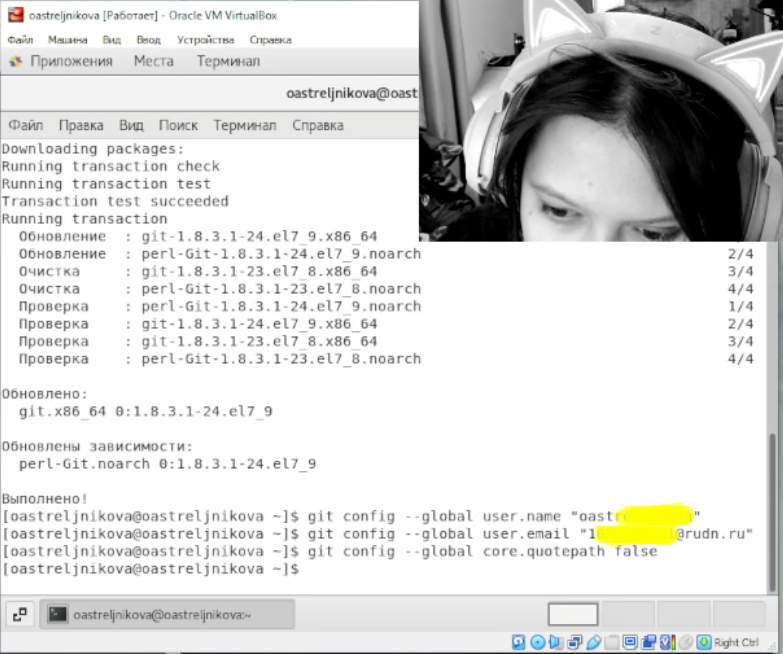 oastreljnikova [Работает] - Oracle VM VirtualBox
Файл Машина Вид Ввод Устройства Справка
Приложения Места Терминал
oastreljnikova@oast
Файл Правка Вид Поиск Терминал Справка
Downloading packages:
Running transaction check
Running transaction test
Transaction test succeeded
Running transaction
Обновление : git-1.8.3.1-24.el7_9.x86_64
Обновление : perl-Git-1.8.3.1-24.el7_9.noarch 2/4
Очистка : git-1.8.3.1-23.el7_8.x86_64 3/4
Очистка : perl-Git-1.8.3.1-23.el7_8.noarch 4/4
Проверка : perl-Git-1.8.3.1-24.el7_9.noarch 1/4
Проверка : git-1.8.3.1-24.el7_9.x86_64 2/4
Проверка : git-1.8.3.1-23.el7_8.x86_64 3/4
Проверка : perl-Git-1.8.3.1-23.el7_8.noarch 4/4
Обновлено:
git.x86_64 0:1.8.3.1-24.el7_9
Обновлены зависимости:
perl-Git.noarch 0:1.8.3.1-24.el7_9
Выполнено!
[oastreljnikova@oastreljnikova ~]$ git config --global user.name "oastr"
[oastreljnikova@oastreljnikova ~]$ git config --global user.email "1@rudn.ru"
[oastreljnikova@oastreljnikova ~]$ git config --global core.quotepath false
[oastreljnikova@oastreljnikova ~]$
oastreljnikova@oastreljnikova:~
Right Ctrl